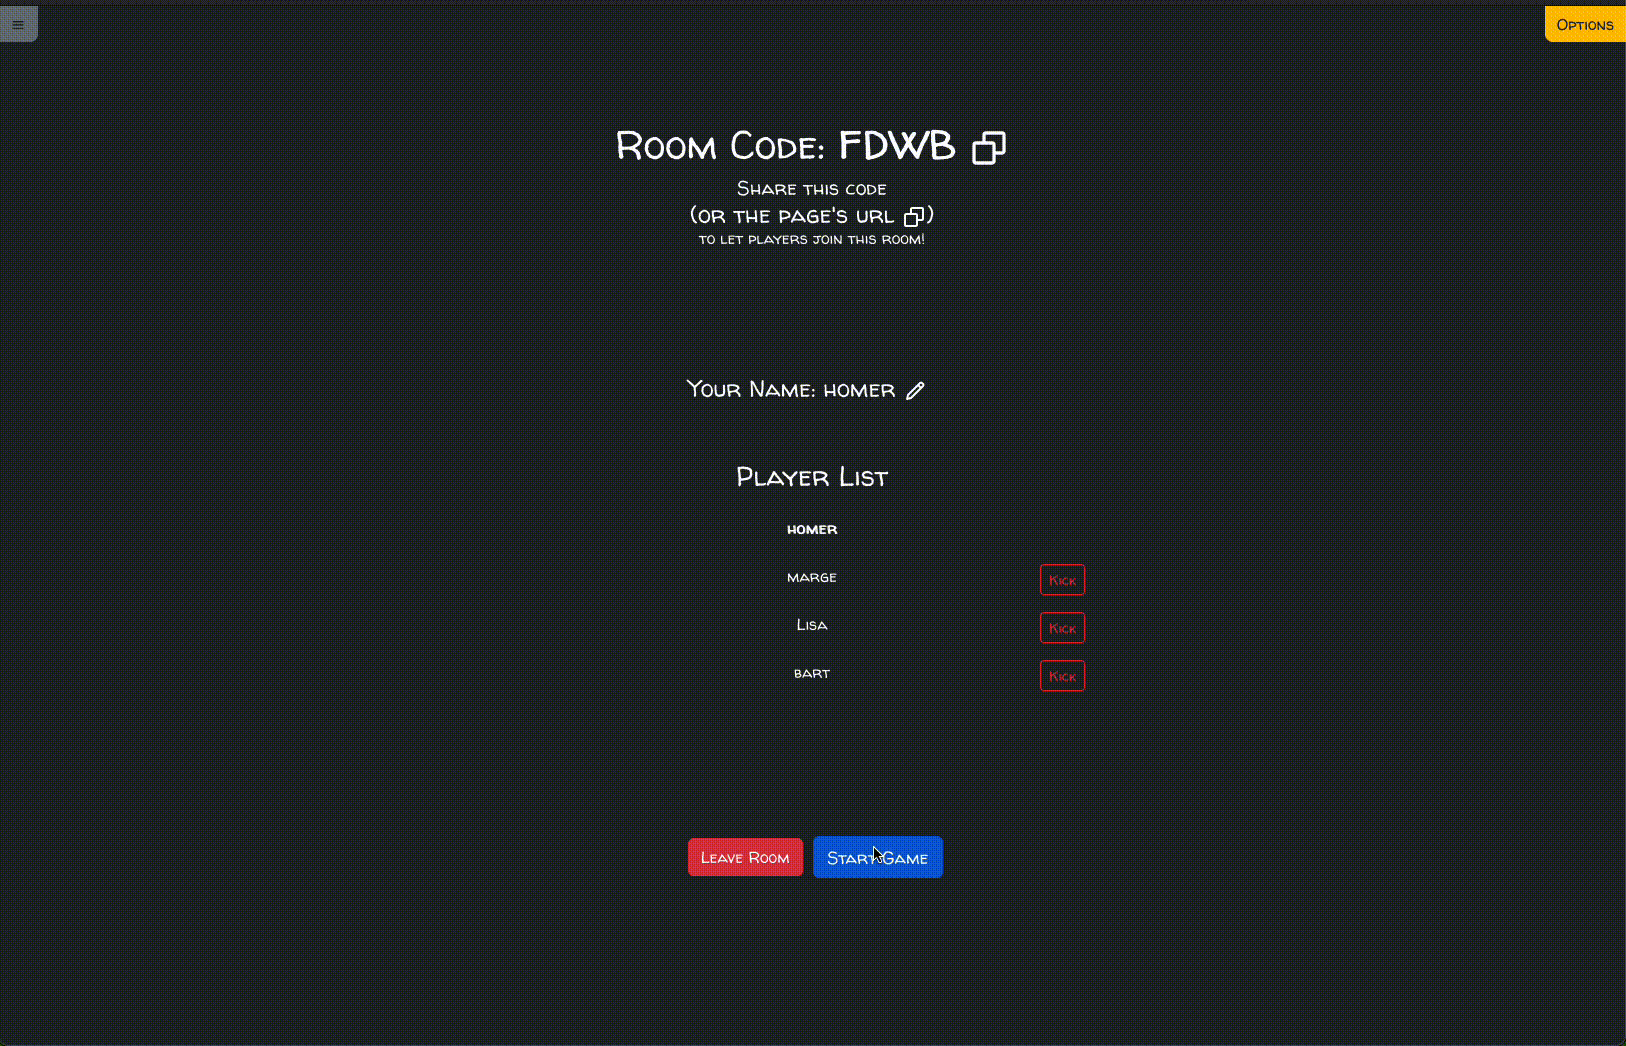 ≡
Options
Room Code: FDWB
Share this code
(or the page's url)
to let players join this room!
Your Name: homer
Player List
homer
marge
Kick
Lisa
Kick
bart
Kick
Leave Room
Start Game